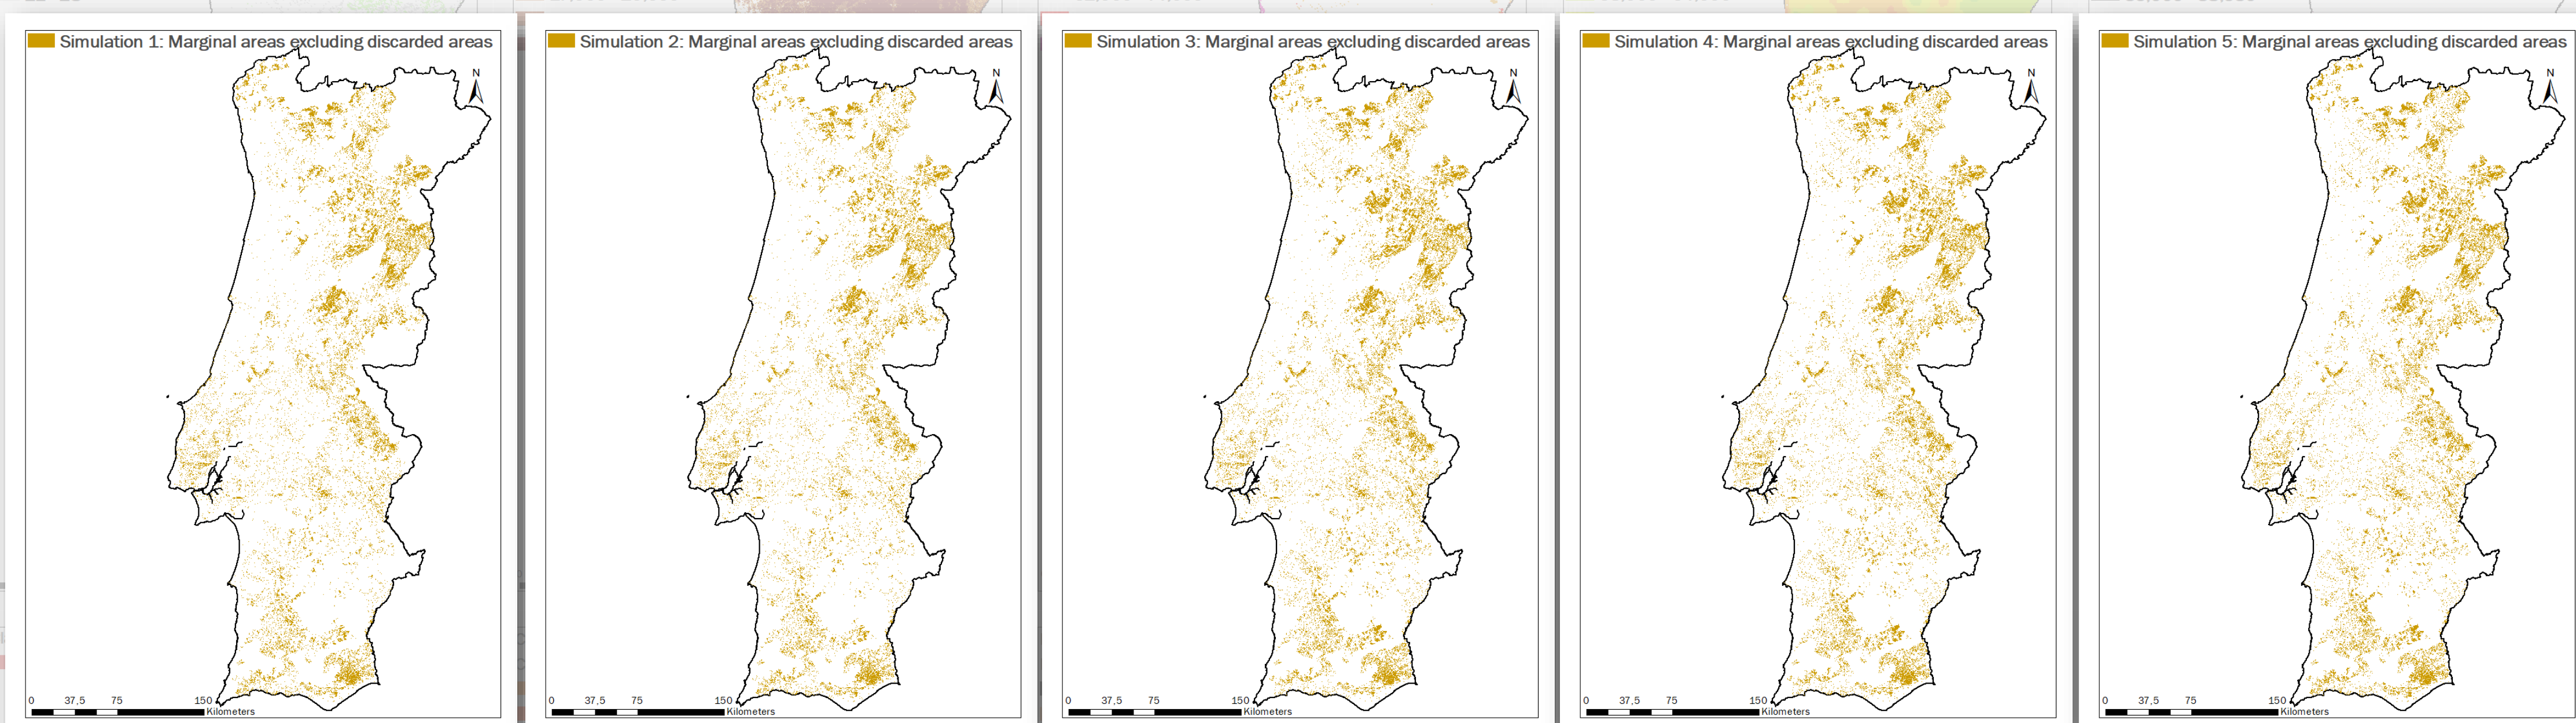 Simulation 1: Marginal areas excluding discarded areas
N
0 37,5 75 150
Kilometers
Simulation 2: Marginal areas excluding discarded areas
N
0 37,5 75 150
Kilometers
Simulation 3: Marginal areas excluding discarded areas
N
0 37,5 75 150
Kilometers
Simulation 4: Marginal areas excluding discarded areas
N
0 37,5 75 150
Kilometers
Simulation 5: Marginal areas excluding discarded areas
N
0 37,5 75 150
Kilometers